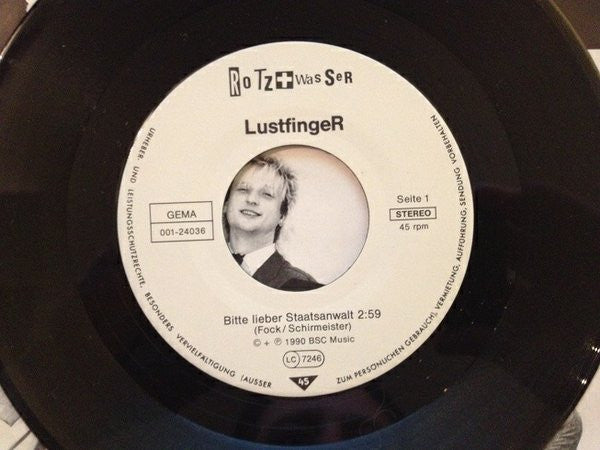 RoTZ+WasSeR
LustfingeR
GEMA
001-24036
Seite 1
STEREO
45 rpm
Bitte lieber Staatsanwalt 2:59
(Fock/Schirmeister)
© + ℗ 1990 BSC Music
LC 7246
45
URHEBER- UND LEISTUNGSSCHUTZRECHTE, BESONDERS VERVIELFÄLTIGUNG (AUSSER
ZUM PERSÖNLICHEN GEBRAUCH), VERMIETUNG, AUFFÜHRUNG, SENDUNG VORBEHALTEN